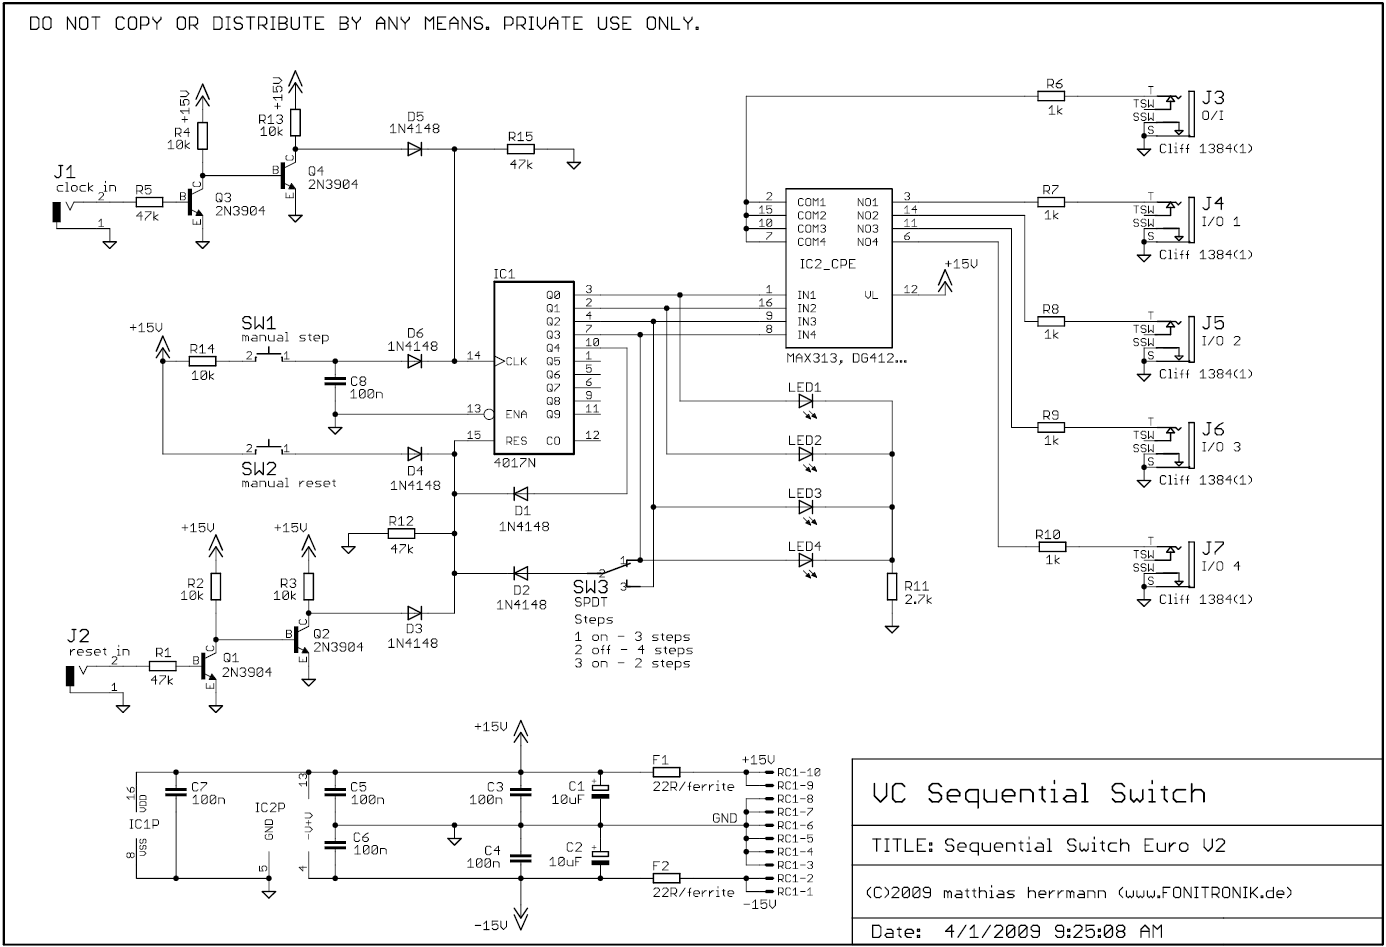 DO NOT COPY OR DISTRIBUTE BY ANY MEANS. PRIVATE USE ONLY.
J1
clock in
2
1
R5
47k
+15V
R4
10k
B
C
E
Q3
2N3904
+15V
R13
10k
B
C
E
Q4
2N3904
D5
1N4148
R15
47k
+15V
R14
10k
SW1
manual step
2
1
C8
100n
D6
1N4148
SW2
manual reset
2
1
D4
1N4148
IC1
14
CLK
13
ENA
15
RES
4017N
Q0 3
Q1 2
Q2 4
Q3 7
Q4 10
Q5 1
Q6 5
Q7 6
Q8 9
Q9 11
CO 12
D1
1N4148
R12
47k
D2
1N4148
J2
reset in
2
1
R1
47k
+15V
R2
10k
B
C
E
Q1
2N3904
+15V
R3
10k
B
C
E
Q2
2N3904
D3
1N4148
SW3
SPDT
1
2
3
Steps
1 on - 3 steps
2 off - 4 steps
3 on - 2 steps
2 COM1 NO1 3
15 COM2 NO2 14
10 COM3 NO3 11
7 COM4 NO4 6
IC2_CPE
1 IN1 VL 12
16 IN2
9 IN3
8 IN4
+15V
MAX313, DG412...
LED1
LED2
LED3
LED4
R11
2.7k
R6
1k
T
TSW
SSW
S
J3
O/I
Cliff 1384(1)
R7
1k
T
TSW
SSW
S
J4
I/O 1
Cliff 1384(1)
R8
1k
T
TSW
SSW
S
J5
I/O 2
Cliff 1384(1)
R9
1k
T
TSW
SSW
S
J6
I/O 3
Cliff 1384(1)
R10
1k
T
TSW
SSW
S
J7
I/O 4
Cliff 1384(1)
16
VDD
IC1P
VSS
8
C7
100n
IC2P
GND
5
13
-V+V
4
C5
100n
C6
100n
+15V
C3
100n
C4
100n
-15V
C1
10uF
+
C2
10uF
+
F1
22R/ferrite
F2
22R/ferrite
+15V
GND
-15V
RC1-10
RC1-9
RC1-8
RC1-7
RC1-6
RC1-5
RC1-4
RC1-3
RC1-2
RC1-1
VC Sequential Switch
TITLE: Sequential Switch Euro V2
(C)2009 matthias herrmann (www.FONITRONIK.de)
Date: 4/1/2009 9:25:08 AM